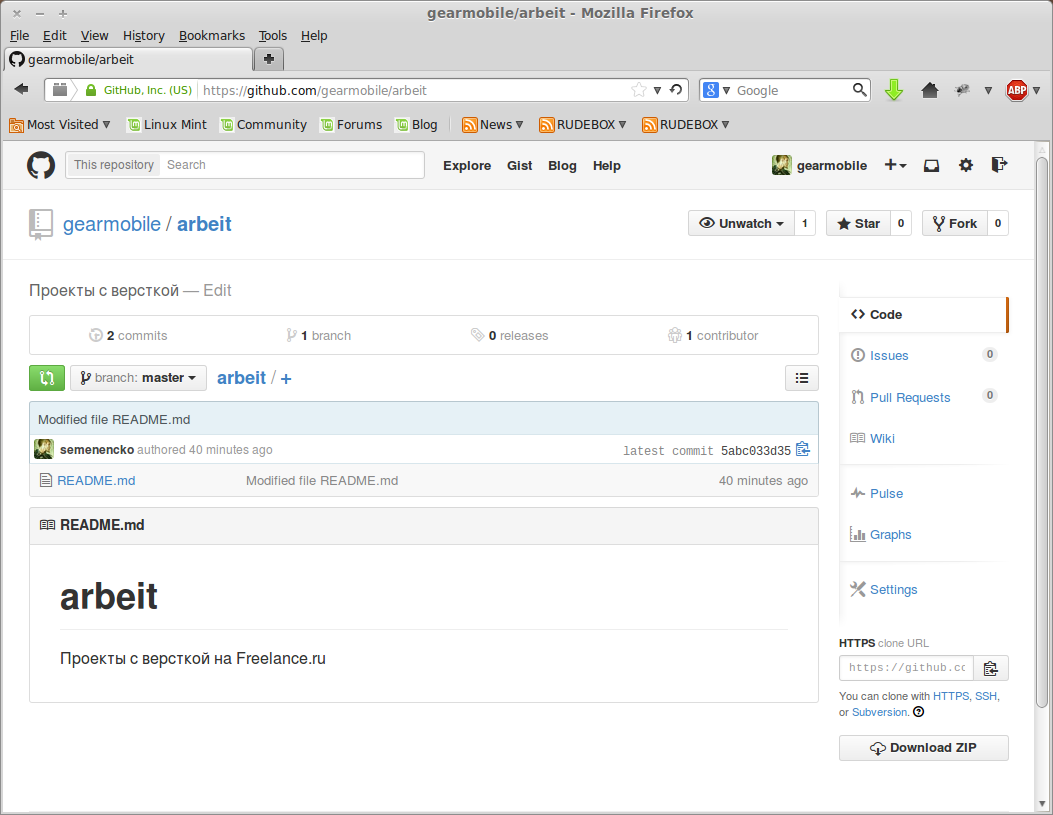 gearmobile/arbeit - Mozilla Firefox
File Edit View History Bookmarks Tools Help
gearmobile/arbeit
GitHub, Inc. (US) https://github.com/gearmobile/arbeit Google ABP
Most Visited Linux Mint Community Forums Blog News RUDEBOX RUDEBOX
This repository Search Explore Gist Blog Help gearmobile
gearmobile / arbeit Unwatch 1 Star 0 Fork 0
Проекты с версткой — Edit
2 commits 1 branch 0 releases 1 contributor
branch: master arbeit / +
Modified file README.md
semenencko authored 40 minutes ago latest commit 5abc033d35
README.md Modified file README.md 40 minutes ago
README.md
arbeit
Проекты с версткой на Freelance.ru
Code
Issues 0
Pull Requests 0
Wiki
Pulse
Graphs
Settings
HTTPS clone URL
https://github.cc
You can clone with HTTPS, SSH,
or Subversion.
Download ZIP